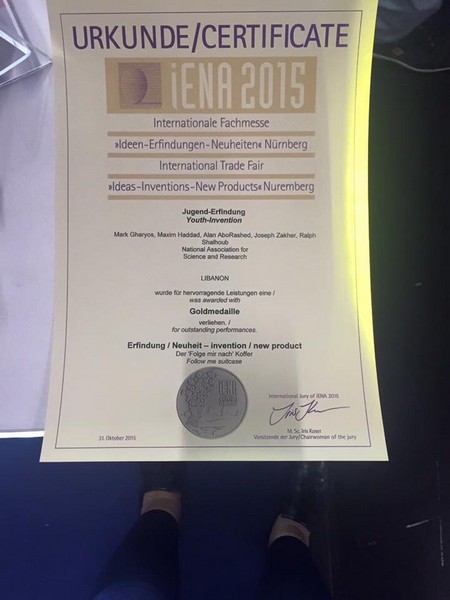 URKUNDE/CERTIFICATE
iENA 2015
Internationale Fachmesse
»Ideen-Erfindungen-Neuheiten« Nürnberg
International Trade Fair
»Ideas-Inventions-New Products« Nuremberg
Jugend-Erfindung
Youth-Invention
Mark Gharyos, Maxim Haddad, Alan AboRashed, Joseph Zakher, Ralph
Shalhoub
National Association for
Science and Research
LIBANON
wurde für hervorragende Leistungen eine /
was awarded with
Goldmedaille
verliehen, /
for outstanding performances.
Erfindung / Neuheit – invention / new product
Der 'Folge mir nach' Koffer
Follow me suitcase
iENA
International Jury of iENA 2015
31. Oktober 2015
M. Sc. Iris Koser
Vorsitzende der Jury/Chairwoman of the jury